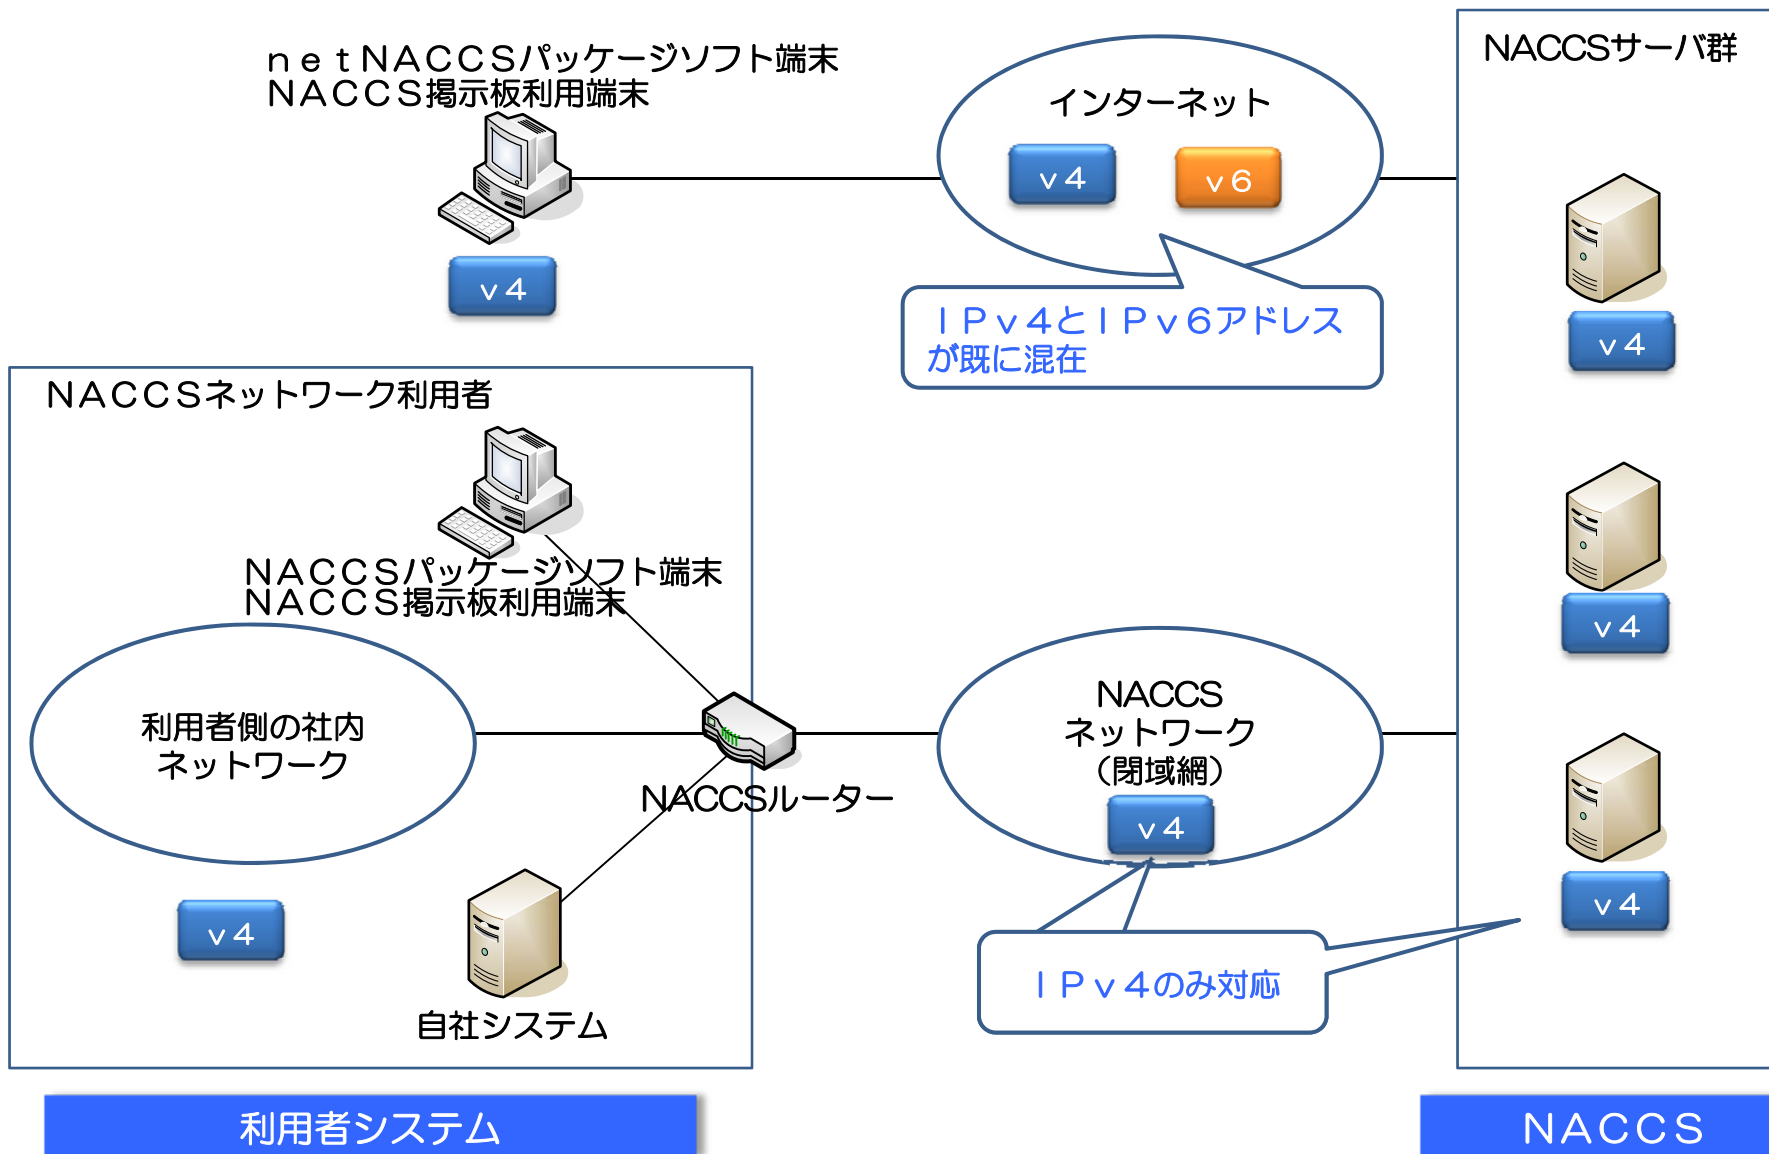 ｎｅｔＮＡＣＣＳパッケージソフト端末
ＮＡＣＣＳ掲示板利用端末
ｖ４
インターネット
ｖ４
ｖ６
ＩＰｖ４とＩＰｖ６アドレス
が既に混在
NACCSサーバ群
ｖ４
ｖ４
ｖ４
ＮＡＣＣＳネットワーク利用者
ＮＡＣＣＳパッケージソフト端末
ＮＡＣＣＳ掲示板利用端末
利用者側の社内
ネットワーク
ｖ４
自社システム
NACCSルーター
NACCS
ネットワーク
（閉域網）
ｖ４
ＩＰｖ４のみ対応
利用者システム
ＮＡＣＣＳ